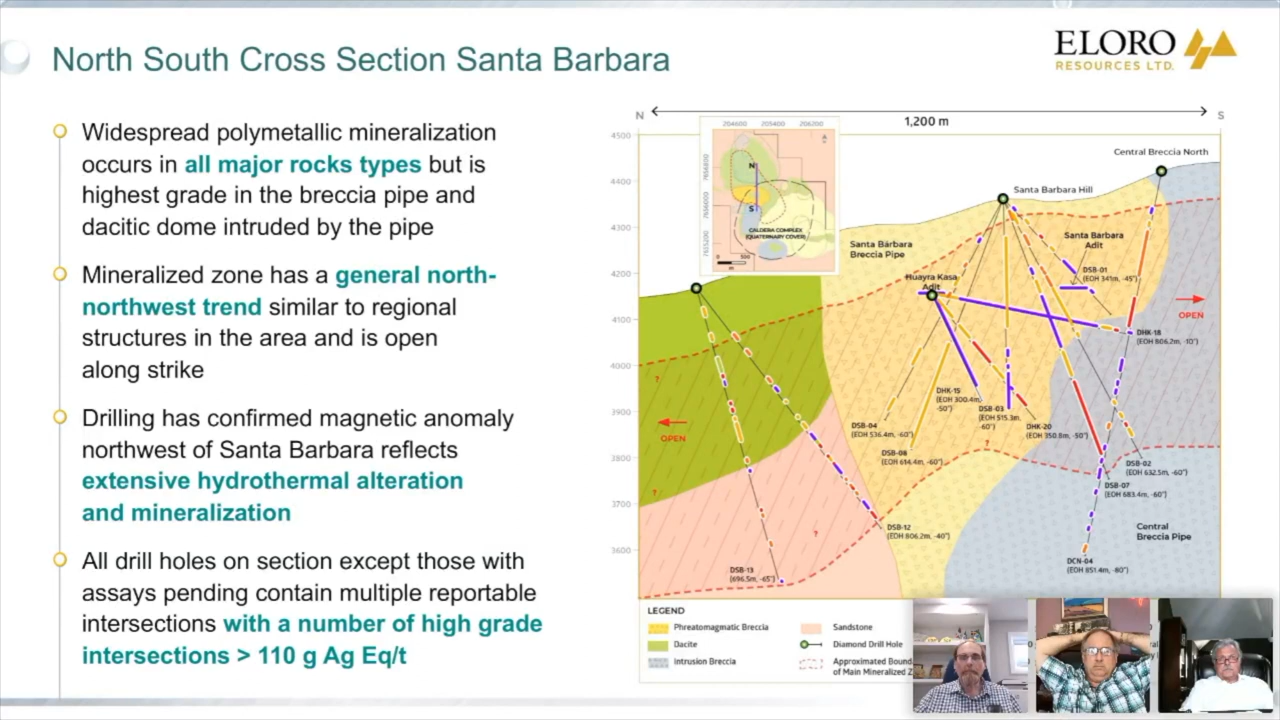 North South Cross Section Santa Barbara
ELORO
RESOURCES LTD.
Widespread polymetallic mineralization
occurs in all major rocks types but is
highest grade in the breccia pipe and
dacitic dome intruded by the pipe
Mineralized zone has a general north-
northwest trend similar to regional
structures in the area and is open
along strike
Drilling has confirmed magnetic anomaly
northwest of Santa Barbara reflects
extensive hydrothermal alteration
and mineralization
All drill holes on section except those with
assays pending contain multiple reportable
intersections with a number of high grade
intersections > 110 g Ag Eq/t
N
S
1,200 m
4500
4400
4300
4200
4100
4000
3900
3800
3700
3600
204600 205400 206200
N
S
CALDERA COMPLEX
(QUATERNARY COVER)
0 500
m
Central Breccia North
Santa Barbara Hill
Santa Bárbara
Breccia Pipe
Santa Bárbara
Adit
Huayra Kasa
Adit
DSB-01
(EOH 341m, -45°)
OPEN
DHK-18
(EOH 606.2m, -10°)
DHK-15
(EOH 300.4m,
-50°)
DSB-03
(EOH 515.3m,
-60°)
DHK-20
(EOH 350.8m, -50°)
DSB-04
(EOH 536.4m, -60°)
DSB-08
(EOH 614.4m, -60°)
OPEN
?
?
?
?
DSB-02
(EOH 632.5m, -60°)
DSB-07
(EOH 683.4m, -60°)
DSB-12
(EOH 606.2m, -40°)
Central
Breccia Pipe
DSB-13
(696.5m, -65°)
DCN-04
(EOH 851.4m, -80°)
LEGEND
Phreatomagmatic Breccia
Dacite
Intrusion Breccia
Sandstone
Diamond Drill Hole
Approximated Bound
of Main Mineralized Z